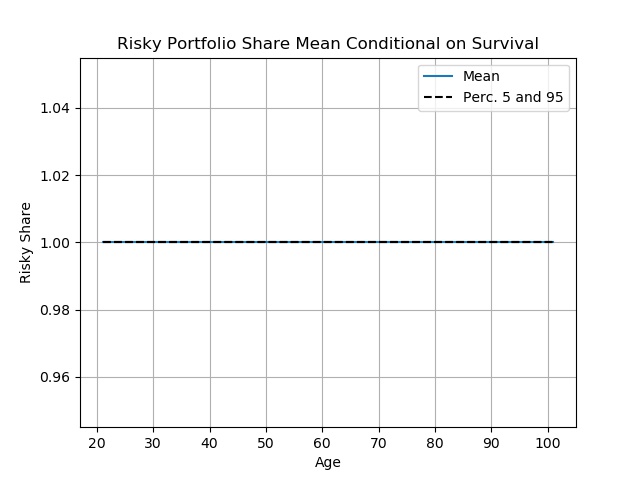 Risky Portfolio Share Mean Conditional on Survival
Mean
Perc. 5 and 95
1.04
1.02
1.00
0.98
0.96
Risky Share
20 30 40 50 60 70 80 90 100
Age